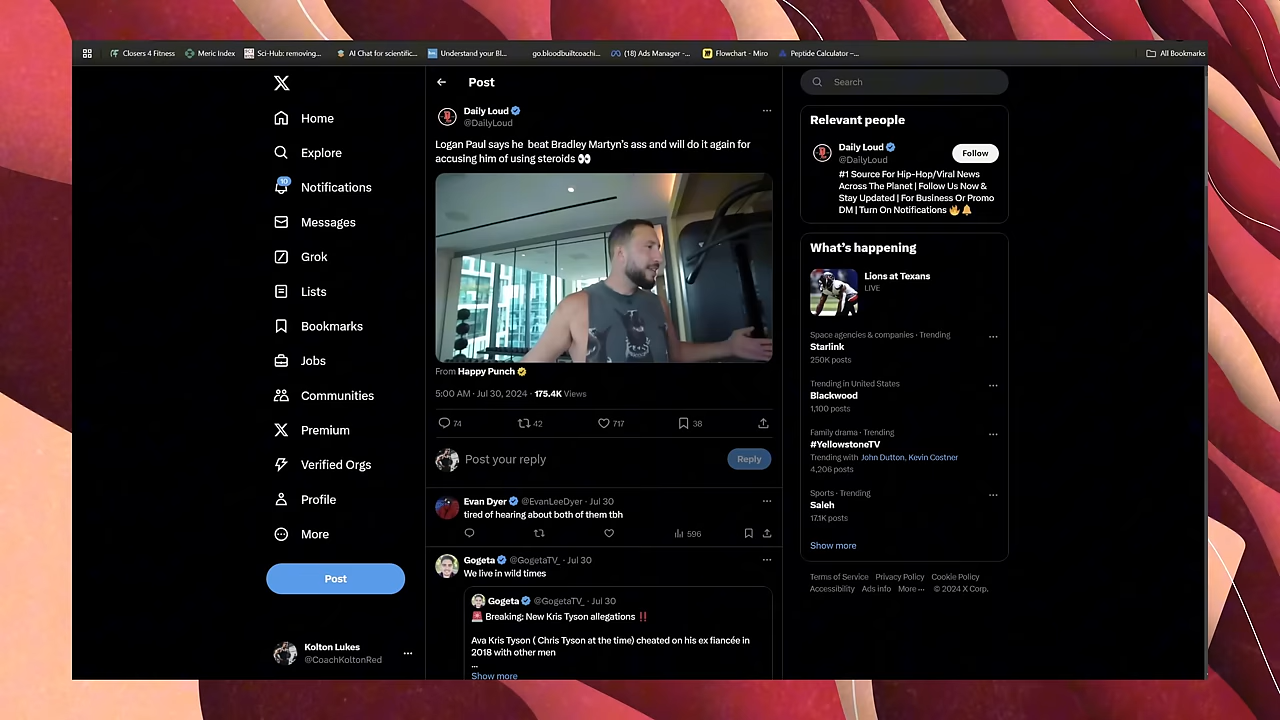 Closers 4 Fitness
Meric Index
Sci-Hub: removing...
AI Chat for scientific...
Understand your Bl...
go.bloodbuiltcoachi...
(18) Ads Manager -...
Flowchart - Miro
Peptide Calculator –...
All Bookmarks
Home
Explore
10
Notifications
Messages
Grok
Lists
Bookmarks
Jobs
Communities
Premium
Verified Orgs
Profile
More
Post
Kolton Lukes
@CoachKoltonRed
Post
Daily Loud
@DailyLoud
Logan Paul says he beat Bradley Martyn's ass and will do it again for
accusing him of using steroids 👀
From Happy Punch
5:00 AM · Jul 30, 2024 · 175.4K Views
74
42
717
38
Post your reply
Reply
Evan Dyer @EvanLeeDyer · Jul 30
tired of hearing about both of them tbh
596
Gogeta @GogetaTV_ · Jul 30
We live in wild times
Gogeta @GogetaTV_ · Jul 30
🚨 Breaking: New Kris Tyson allegations ‼️
Ava Kris Tyson ( Chris Tyson at the time) cheated on his ex fiancée in
2018 with other men
...
Show more
Search
Relevant people
Daily Loud
@DailyLoud
Follow
#1 Source For Hip-Hop/Viral News
Across The Planet | Follow Us Now &
Stay Updated | For Business Or Promo
DM | Turn On Notifications 🔥🔔
What's happening
Lions at Texans
LIVE
Space agencies & companies · Trending
Starlink
250K posts
Trending in United States
Blackwood
1,100 posts
Family drama · Trending
#YellowstoneTV
Trending with John Dutton, Kevin Costner
4,206 posts
Sports · Trending
Saleh
17.1K posts
Show more
Terms of Service Privacy Policy Cookie Policy
Accessibility Ads info More ... © 2024 X Corp.